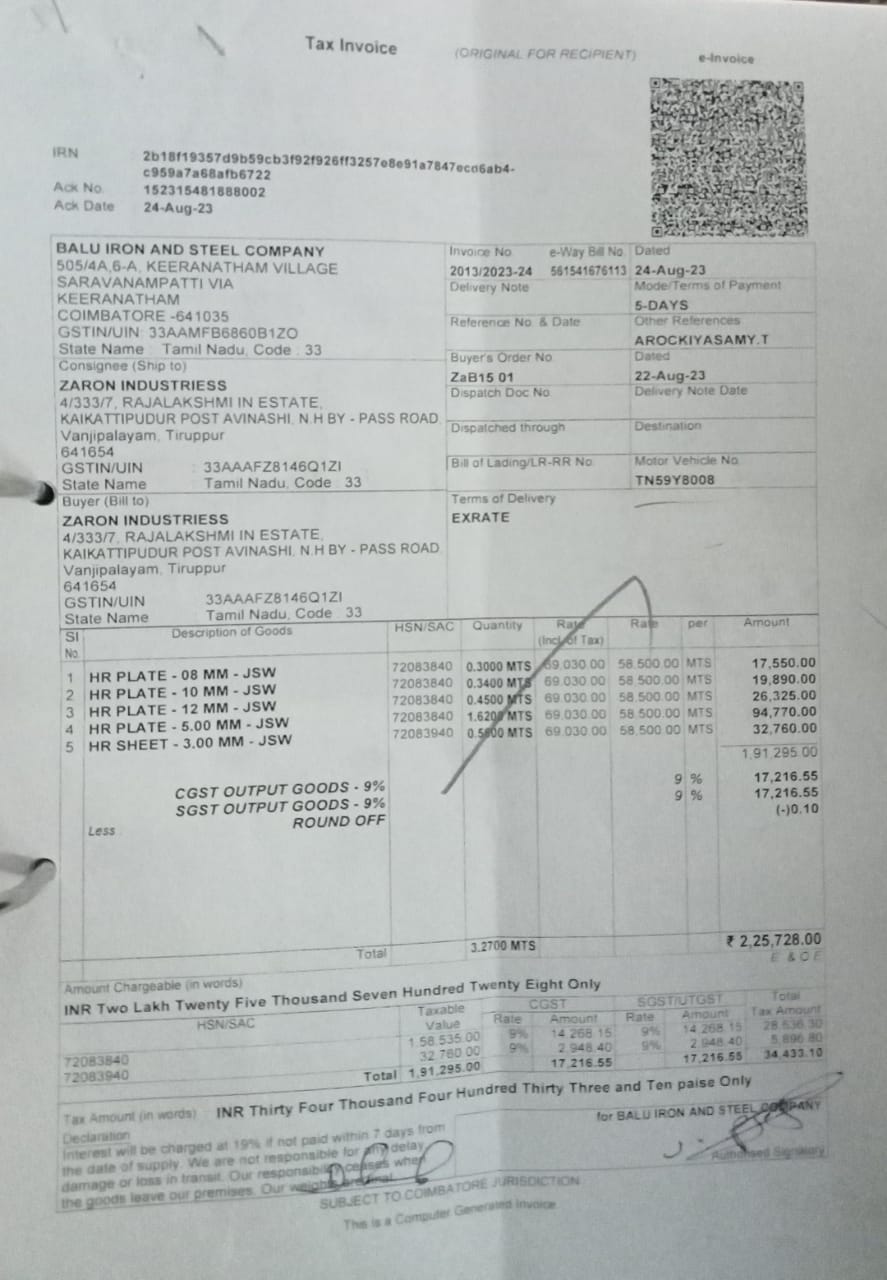 Tax Invoice (ORIGINAL FOR RECIPIENT) e-Invoice
IRN 2b18f19357d9b59cb3f92f926ff3257e8e91a7847ecd6ab4-
c959a7a68afb6722
Ack No. 152315481888002
Ack Date 24-Aug-23
BALU IRON AND STEEL COMPANY
505/4A,6-A, KEERANATHAM VILLAGE
SARAVANAMPATTI VIA
KEERANATHAM
COIMBATORE -641035
GSTIN/UIN: 33AAMFB6860B1ZO
State Name : Tamil Nadu, Code : 33
Invoice No. e-Way Bill No. Dated
2013/2023-24 561541676113 24-Aug-23
Delivery Note Mode/Terms of Payment
5-DAYS
Reference No. & Date. Other References
AROCKIYASAMY.T
Buyer's Order No. Dated
ZaB15 01 22-Aug-23
Dispatch Doc No. Delivery Note Date
Dispatched through Destination
Bill of Lading/LR-RR No. Motor Vehicle No.
TN59Y8008
Terms of Delivery
EXRATE
Consignee (Ship to)
ZARON INDUSTRIESS
4/333/7, RAJALAKSHMI IN ESTATE,
KAIKATTIPUDUR POST AVINASHI, N.H BY - PASS ROAD,
Vanjipalayam, Tiruppur
641654
GSTIN/UIN : 33AAAFZ8146Q1ZI
State Name : Tamil Nadu, Code : 33
Buyer (Bill to)
ZARON INDUSTRIESS
4/333/7, RAJALAKSHMI IN ESTATE,
KAIKATTIPUDUR POST AVINASHI, N.H BY - PASS ROAD,
Vanjipalayam, Tiruppur
641654
GSTIN/UIN : 33AAAFZ8146Q1ZI
State Name : Tamil Nadu, Code : 33
Sl No. Description of Goods HSN/SAC Quantity Rate (Incl. of Tax) Rate per Amount
1 HR PLATE - 08 MM - JSW 72083840 0.3000 MTS 69,030.00 58,500.00 MTS 17,550.00
2 HR PLATE - 10 MM - JSW 72083840 0.3400 MTS 69,030.00 58,500.00 MTS 19,890.00
3 HR PLATE - 12 MM - JSW 72083840 0.4500 MTS 69,030.00 58,500.00 MTS 26,325.00
4 HR PLATE - 5.00 MM - JSW 72083840 1.6200 MTS 69,030.00 58,500.00 MTS 94,770.00
5 HR SHEET - 3.00 MM - JSW 72083940 0.5600 MTS 69,030.00 58,500.00 MTS 32,760.00
1,91,295.00
CGST OUTPUT GOODS - 9% 9 % 17,216.55
SGST OUTPUT GOODS - 9% 9 % 17,216.55
Less : ROUND OFF (-)0.10
Total 3.2700 MTS ₹ 2,25,728.00
E & O E
Amount Chargeable (in words)
INR Two Lakh Twenty Five Thousand Seven Hundred Twenty Eight Only
HSN/SAC Taxable Value CGST Rate Amount SGST/UTGST Rate Amount Total Tax Amount
72083840 1,58,535.00 9% 14,268.15 9% 14,268.15 28,536.30
72083940 32,760.00 9% 2,948.40 9% 2,948.40 5,896.80
Total 1,91,295.00 17,216.55 17,216.55 34,433.10
Tax Amount (in words) : INR Thirty Four Thousand Four Hundred Thirty Three and Ten paise Only
Declaration
Interest will be charged at 19% if not paid within 7 days from
the date of supply. We are not responsible for any delay,
damage or loss in transit. Our responsibility ceases when
the goods leave our premises. Our
for BALU IRON AND STEEL COMPANY
Authorised Signatory
SUBJECT TO COIMBATORE JURISDICTION
This is a Computer Generated Invoice